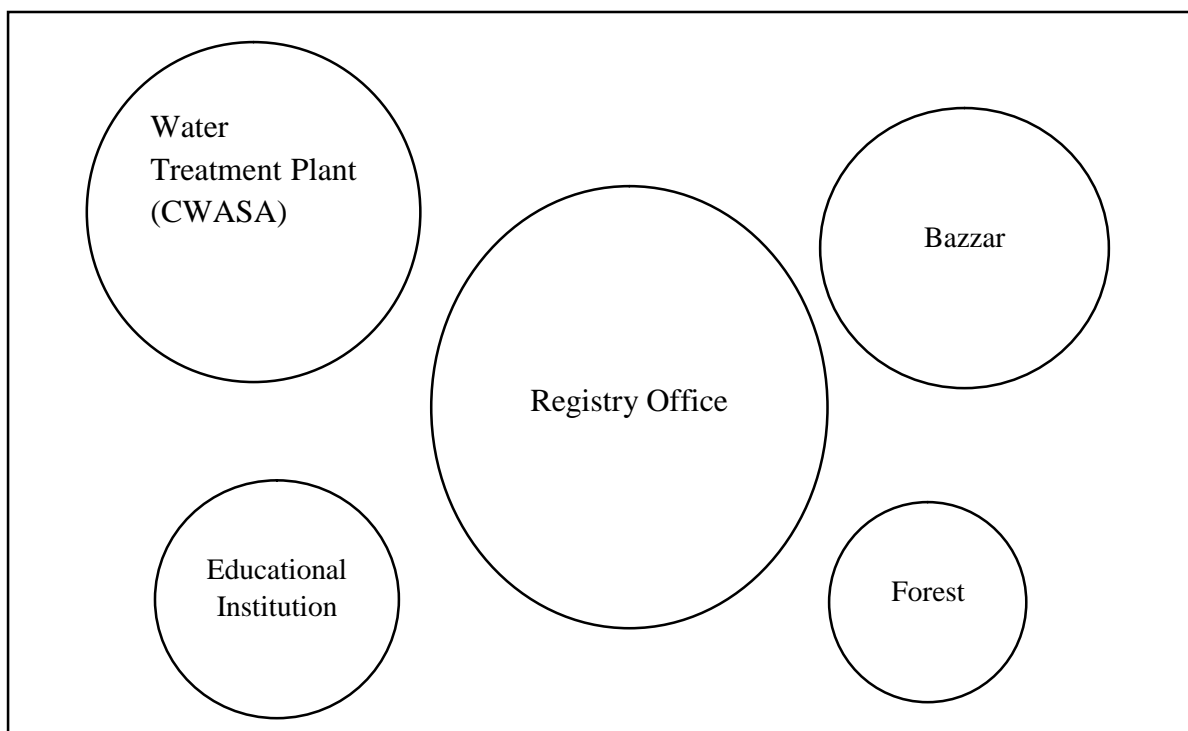 Water
Treatment Plant
(CWASA)
Bazzar
Registry Office
Educational
Institution
Forest